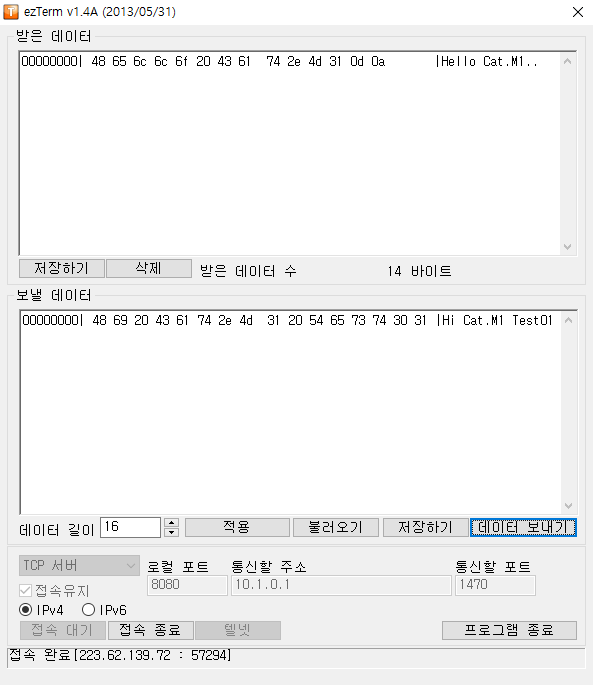 ezTerm v1.4A (2013/05/31)
받은 데이터
00000000| 48 65 6c 6c 6f 20 43 61  74 2e 4d 31 0d 0a |Hello Cat.M1..
저장하기 삭제 받은 데이터 수 14 바이트
보낼 데이터
00000000| 48 69 20 43 61 74 2e 4d  31 20 54 65 73 74 30 31 |Hi Cat.M1 Test01
데이터 길이 16 적용 불러오기 저장하기 데이터 보내기
TCP 서버 로컬 포트 통신할 주소 통신할 포트
8080 10.1.0.1 1470
접속유지
IPv4 IPv6
접속 대기 접속 종료 텔넷 프로그램 종료
접속 완료[223.62.139.72 : 57294]